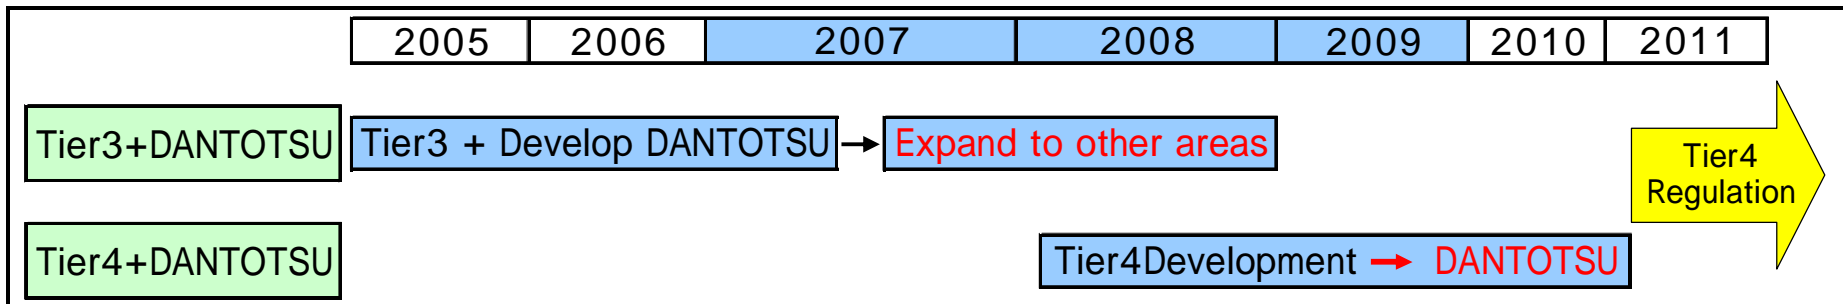 2005 2006 2007 2008 2009 2010 2011
Tier3+DANTOTSU Tier3 + Develop DANTOTSU → Expand to other areas
Tier4
Regulation
Tier4+DANTOTSU Tier4Development → DANTOTSU